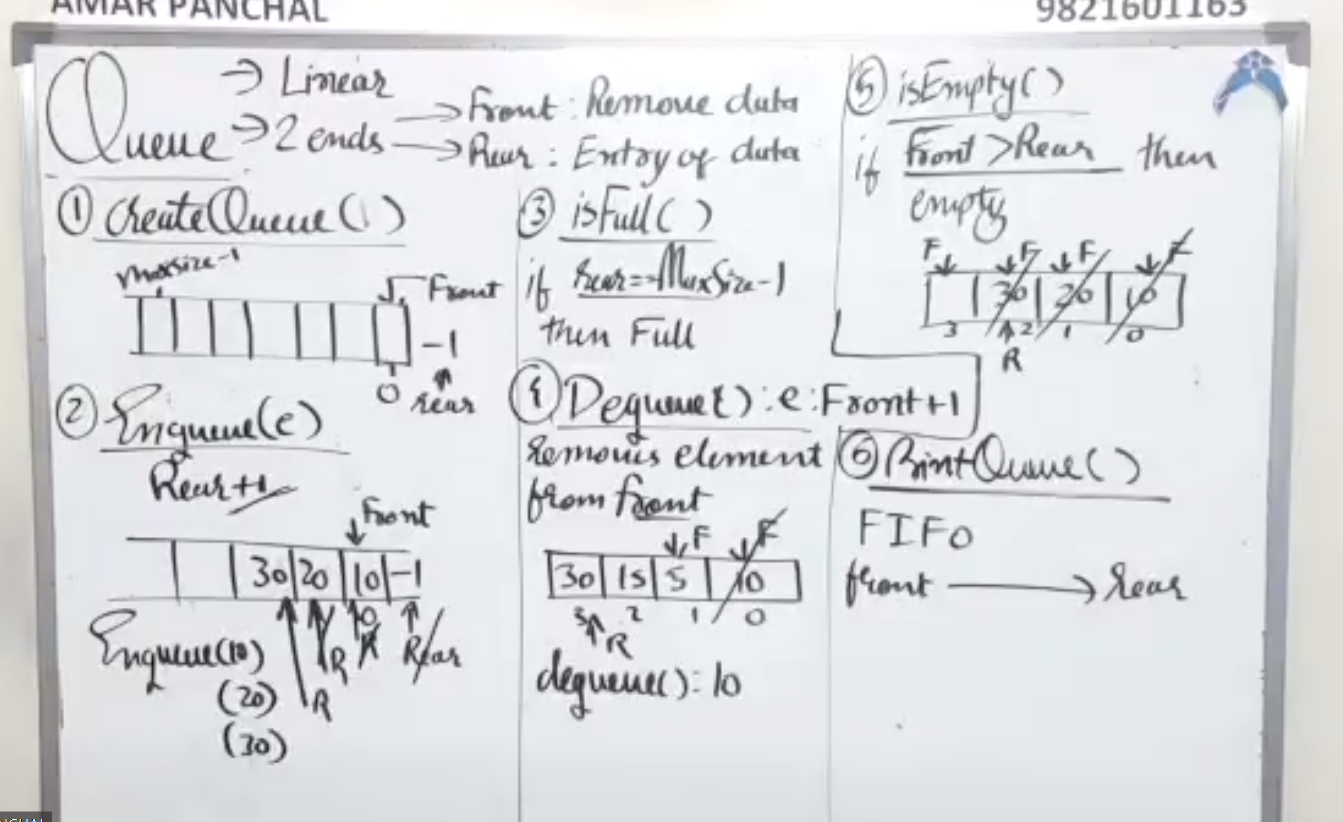 AMAR PANCHAL
9821601163
Queue → Linear
→ 2 ends → Front : Remove data
→ Rear : Entry of data
① CreateQueue()
Maxsize-1
Front
-1
0 rear
② Enqueue(e)
Rear+1
Front
30 20 10 -1
0
R R R Rear
Enqueue(10)
(20)
(30)
③ isFull()
if rear==MaxSize-1
then Full
④ Dequeue() : e : Front+1
Removes element
from front
F F
30 15 5 10
3 2 1 0
R
dequeue() : 10
⑤ isEmpty()
if Front > Rear then
empty
F F F F
30 20 10
3 2 1 0
R
⑥ PrintQueue()
FIFO
front → rear